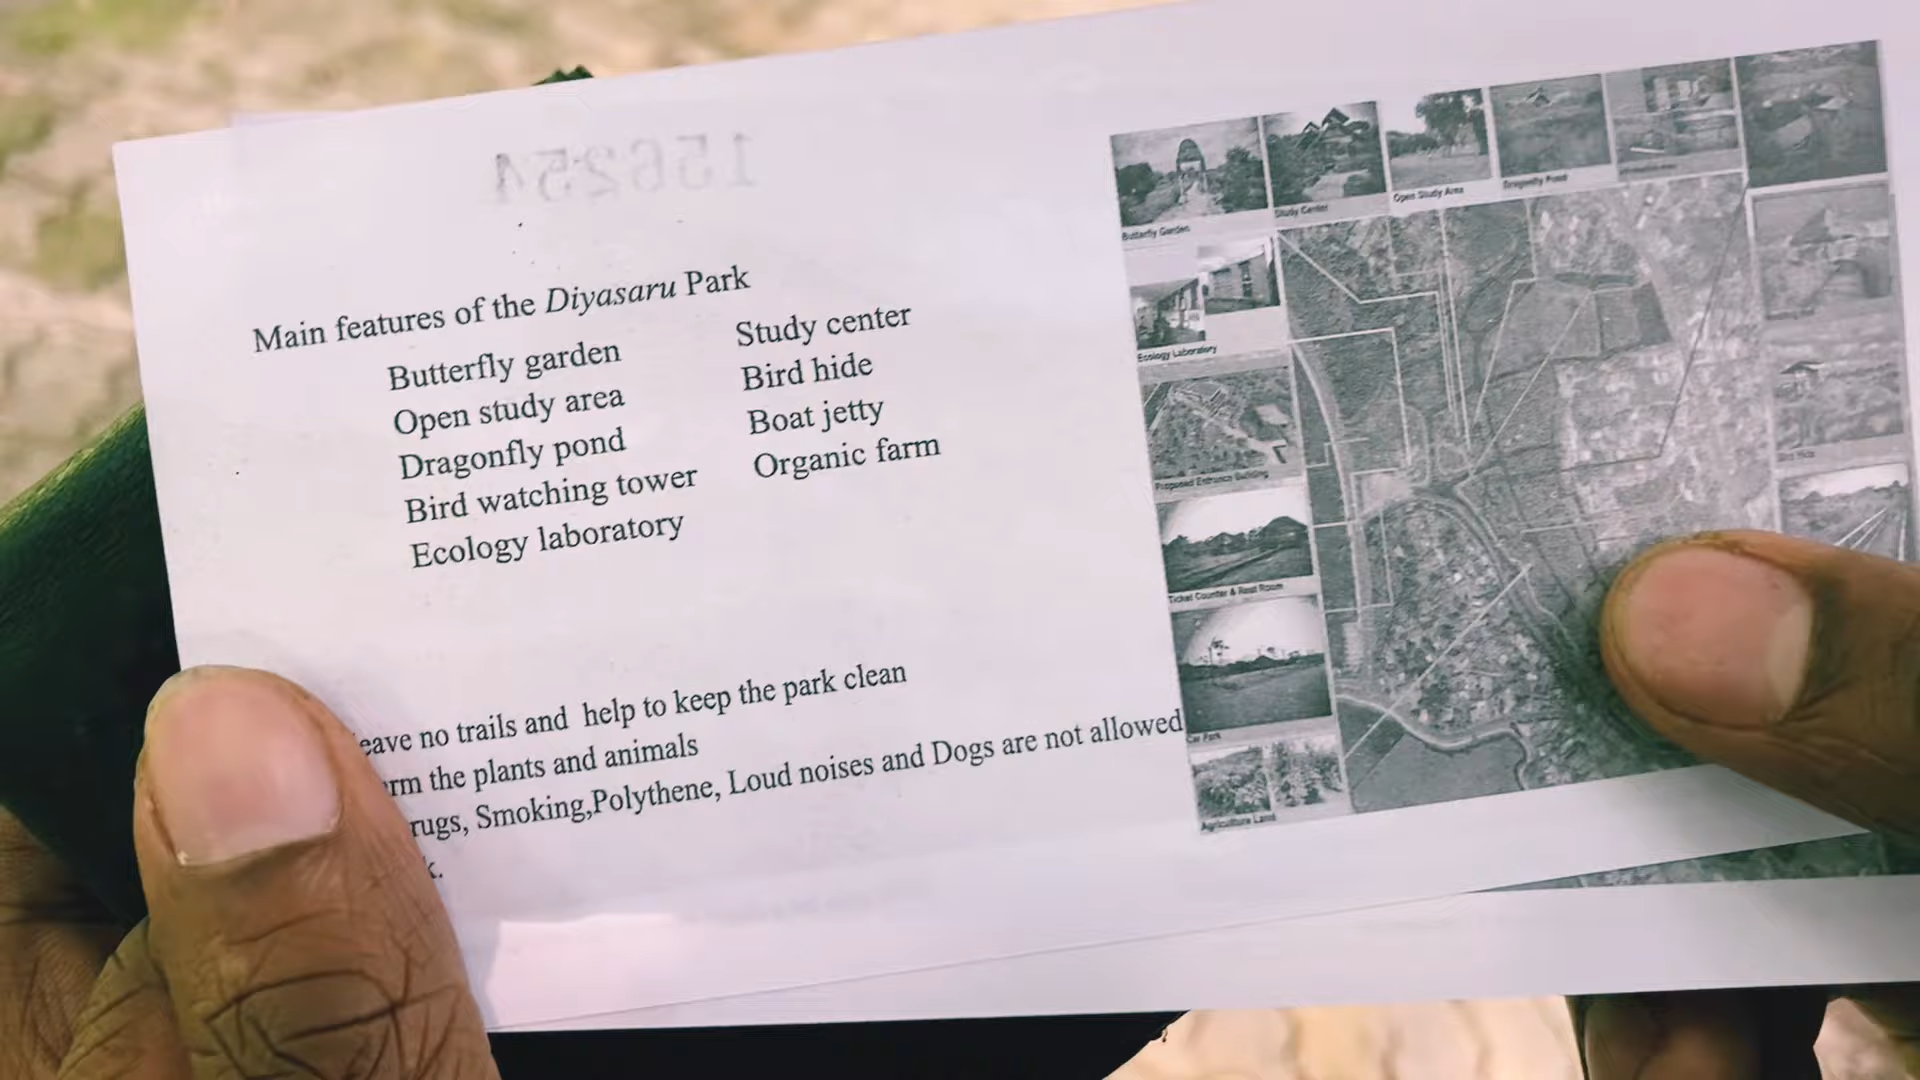 156254
Main features of the Diyasaru Park
Butterfly garden
Open study area
Dragonfly pond
Bird watching tower
Ecology laboratory
Study center
Bird hide
Boat jetty
Organic farm
eave no trails and help to keep the park clean
rm the plants and animals
rugs, Smoking,Polythene, Loud noises and Dogs are not allowed
k.
Butterfly Garden
Study Center
Open Study Area
Dragonfly Pond
Ecology Laboratory
Proposed Entrance Building
Ticket Counter & Rest Room
Car Park
Agriculture Land